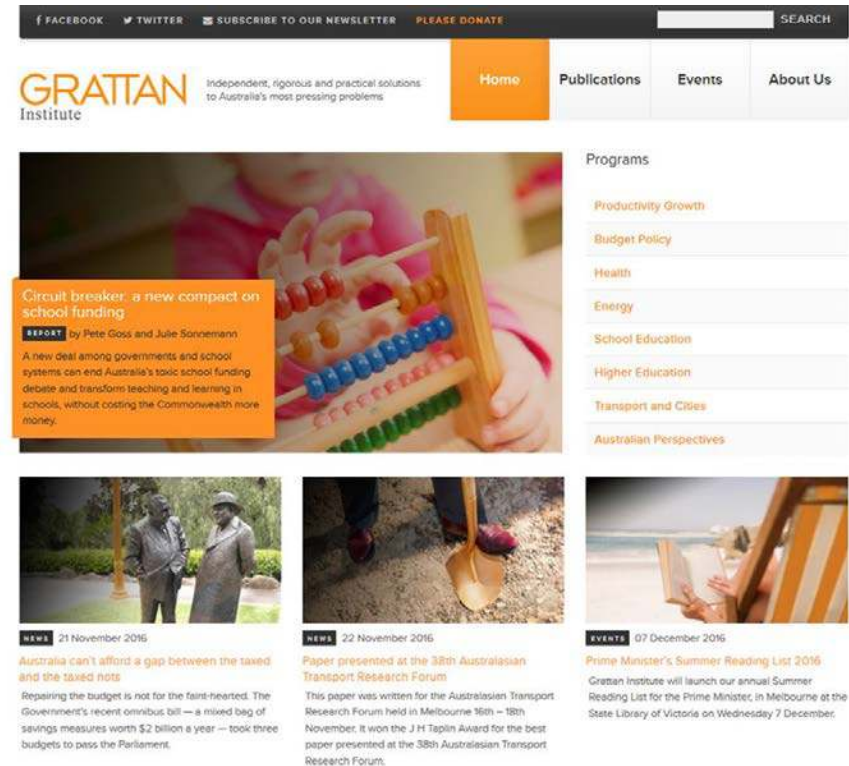 FACEBOOK TWITTER SUBSCRIBE TO OUR NEWSLETTER PLEASE DONATE SEARCH
GRATTAN
Institute
Independent, rigorous and practical solutions
to Australia's most pressing problems
Home Publications Events About Us
Circuit breaker: a new compact on
school funding
REPORT by Pete Goss and Julie Sonnemann
A new deal among governments and school
systems can end Australia's toxic school funding
debate and transform teaching and learning in
schools, without costing the Commonwealth more
money.
Programs
Productivity Growth
Budget Policy
Health
Energy
School Education
Higher Education
Transport and Cities
Australian Perspectives
NEWS 21 November 2016
Australia can't afford a gap between the taxed
and the taxed nots
Repairing the budget is not for the faint-hearted. The
Government's recent omnibus bill — a mixed bag of
savings measures worth $2 billion a year — took three
budgets to pass the Parliament.
NEWS 22 November 2016
Paper presented at the 38th Australasian
Transport Research Forum
This paper was written for the Australasian Transport
Research Forum held in Melbourne 16th – 18th
November. It won the J H Taplin Award for the best
paper presented at the 38th Australasian Transport
Research Forum.
EVENTS 07 December 2016
Prime Minister's Summer Reading List 2016
Grattan Institute will launch our annual Summer
Reading List for the Prime Minister, in Melbourne at the
State Library of Victoria on Wednesday 7 December.